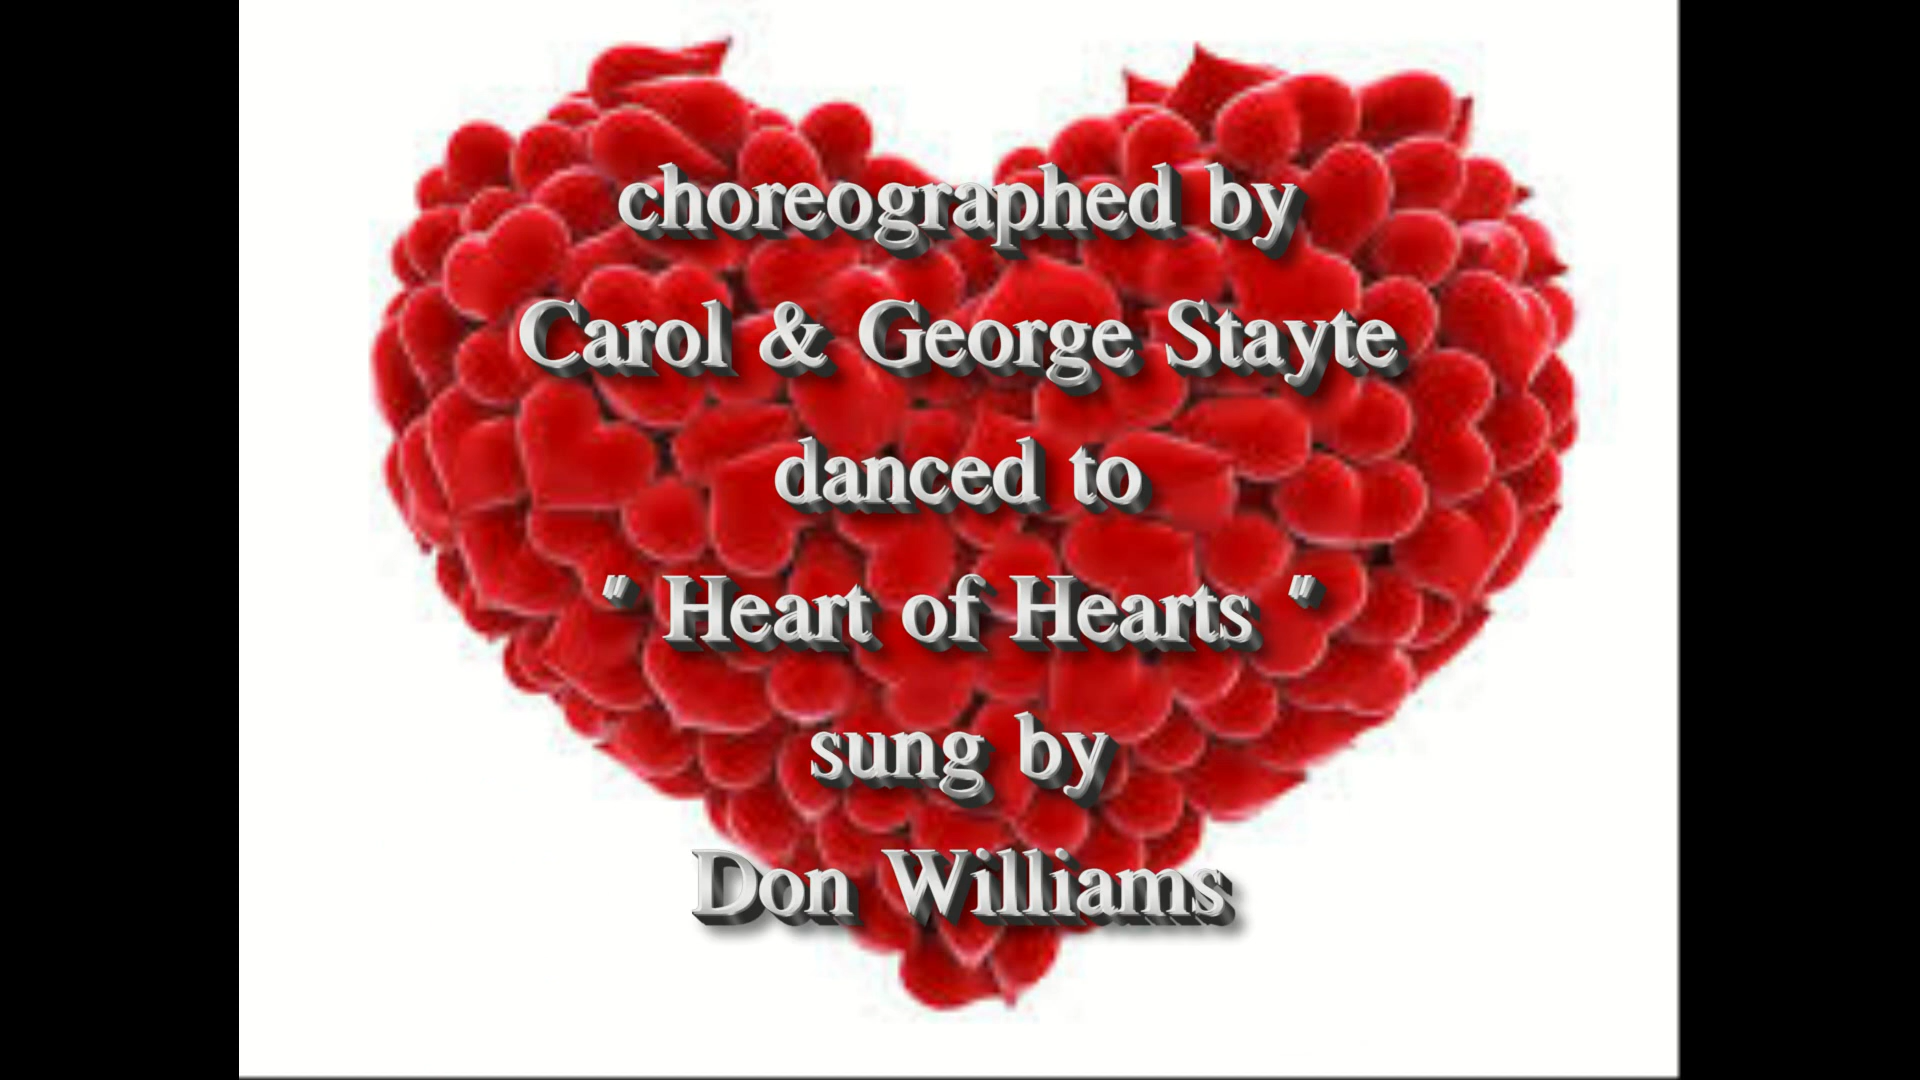 choreographed by
Carol & George Stayte
danced to
" Heart of Hearts "
sung by
Don Williams